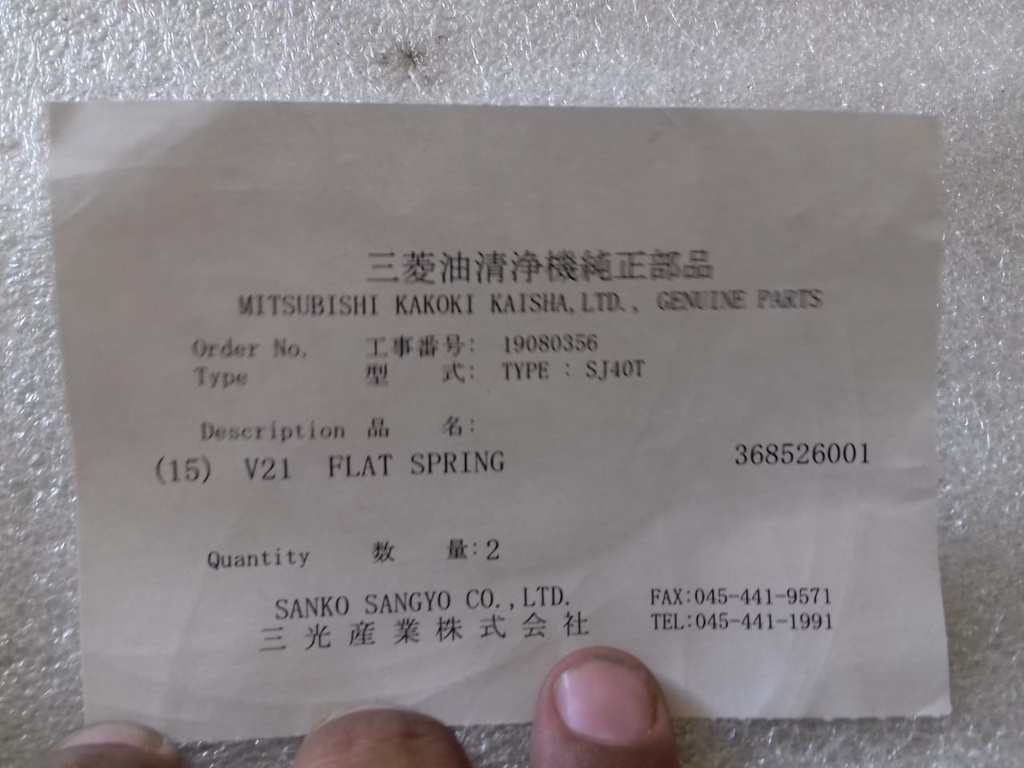 三菱油清浄機純正部品
MITSUBISHI KAKOKI KAISHA,LTD., GENUINE PARTS
Order No. 工事番号: 19080356
Type 型 式: TYPE : SJ40T
Description 品 名:
(15) V21 FLAT SPRING 368526001
Quantity 数 量:2
SANKO SANGYO CO.,LTD. FAX:045-441-9571
三光産業株式会社 TEL:045-441-1991